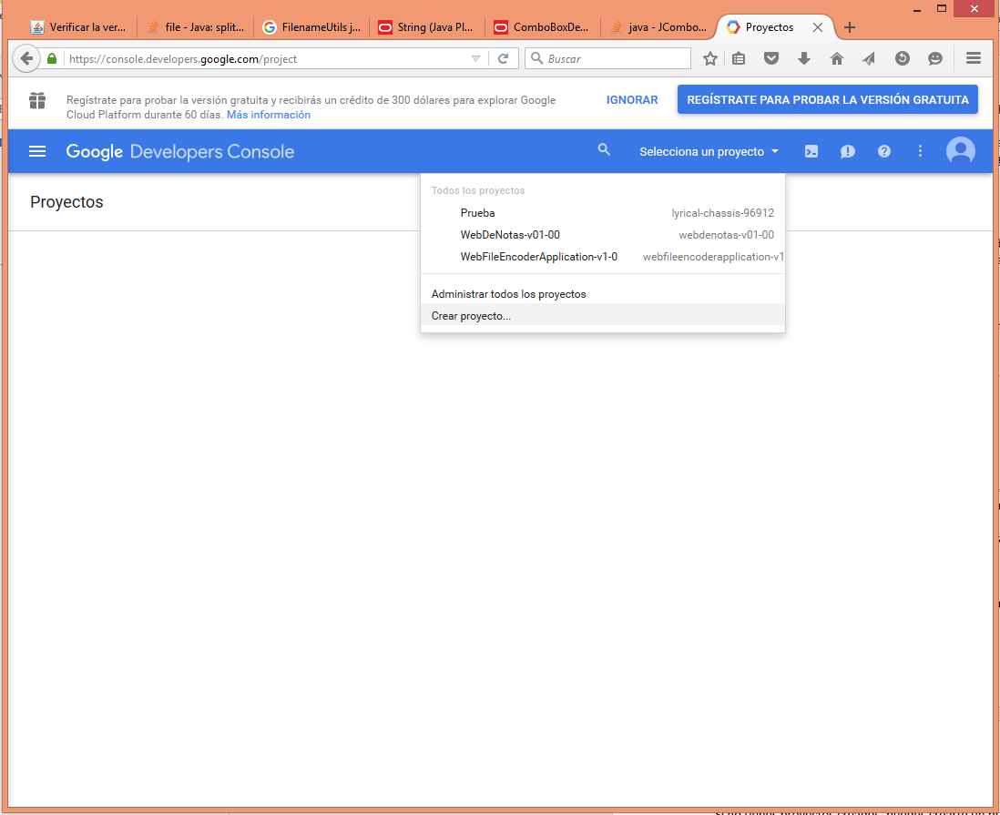 Verificar la ver...
file - Java: split...
FilenameUtils j...
String (Java Pl...
ComboBoxDe...
java - JCombo...
Proyectos
https://console.developers.google.com/project
Buscar
Regístrate para probar la versión gratuita y recibirás un crédito de 300 dólares para explorar Google
Cloud Platform durante 60 días. Más información
IGNORAR
REGÍSTRATE PARA PROBAR LA VERSIÓN GRATUITA
Google Developers Console
Selecciona un proyecto
Proyectos
Todos los proyectos
Prueba lyrical-chassis-96912
WebDeNotas-v01-00 webdenotas-v01-00
WebFileEncoderApplication-v1-0 webfileencoderapplication-v1
Administrar todos los proyectos
Crear proyecto...